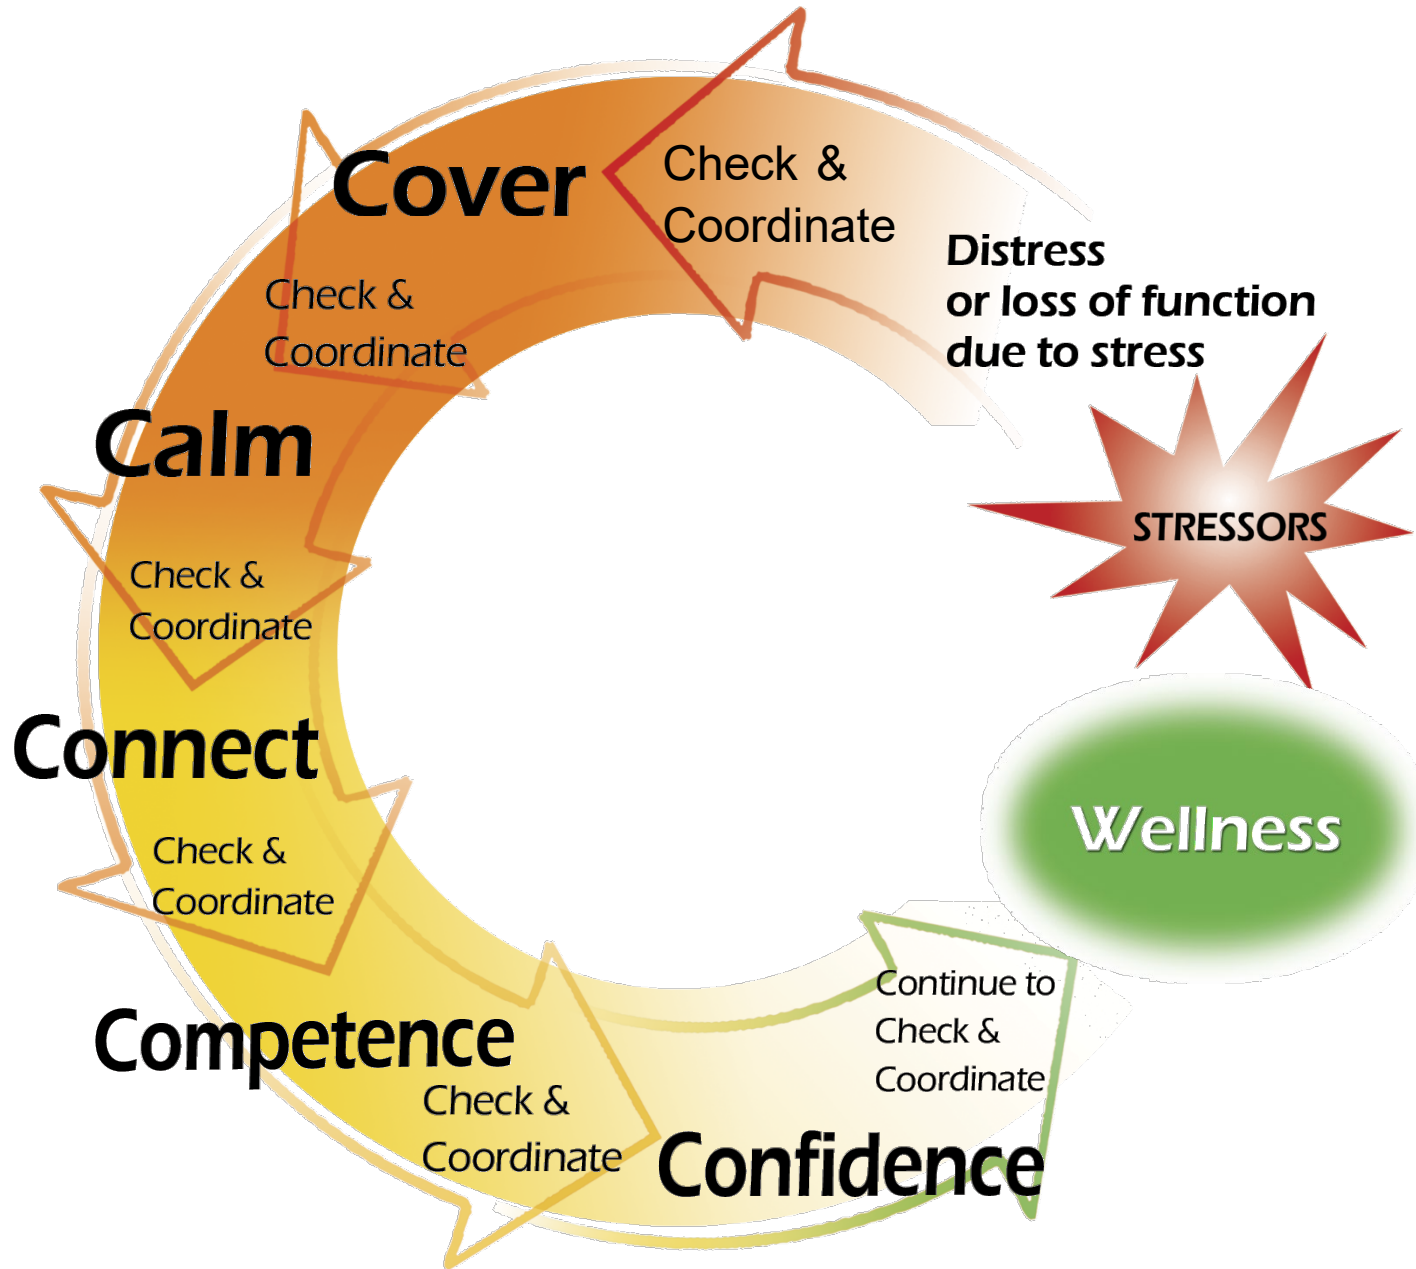 STRESSORS
Distress
or loss of function
due to stress
Check &
Coordinate
Cover
Check &
Coordinate
Calm
Check &
Coordinate
Connect
Check &
Coordinate
Competence
Check &
Coordinate
Confidence
Continue to
Check &
Coordinate
Wellness